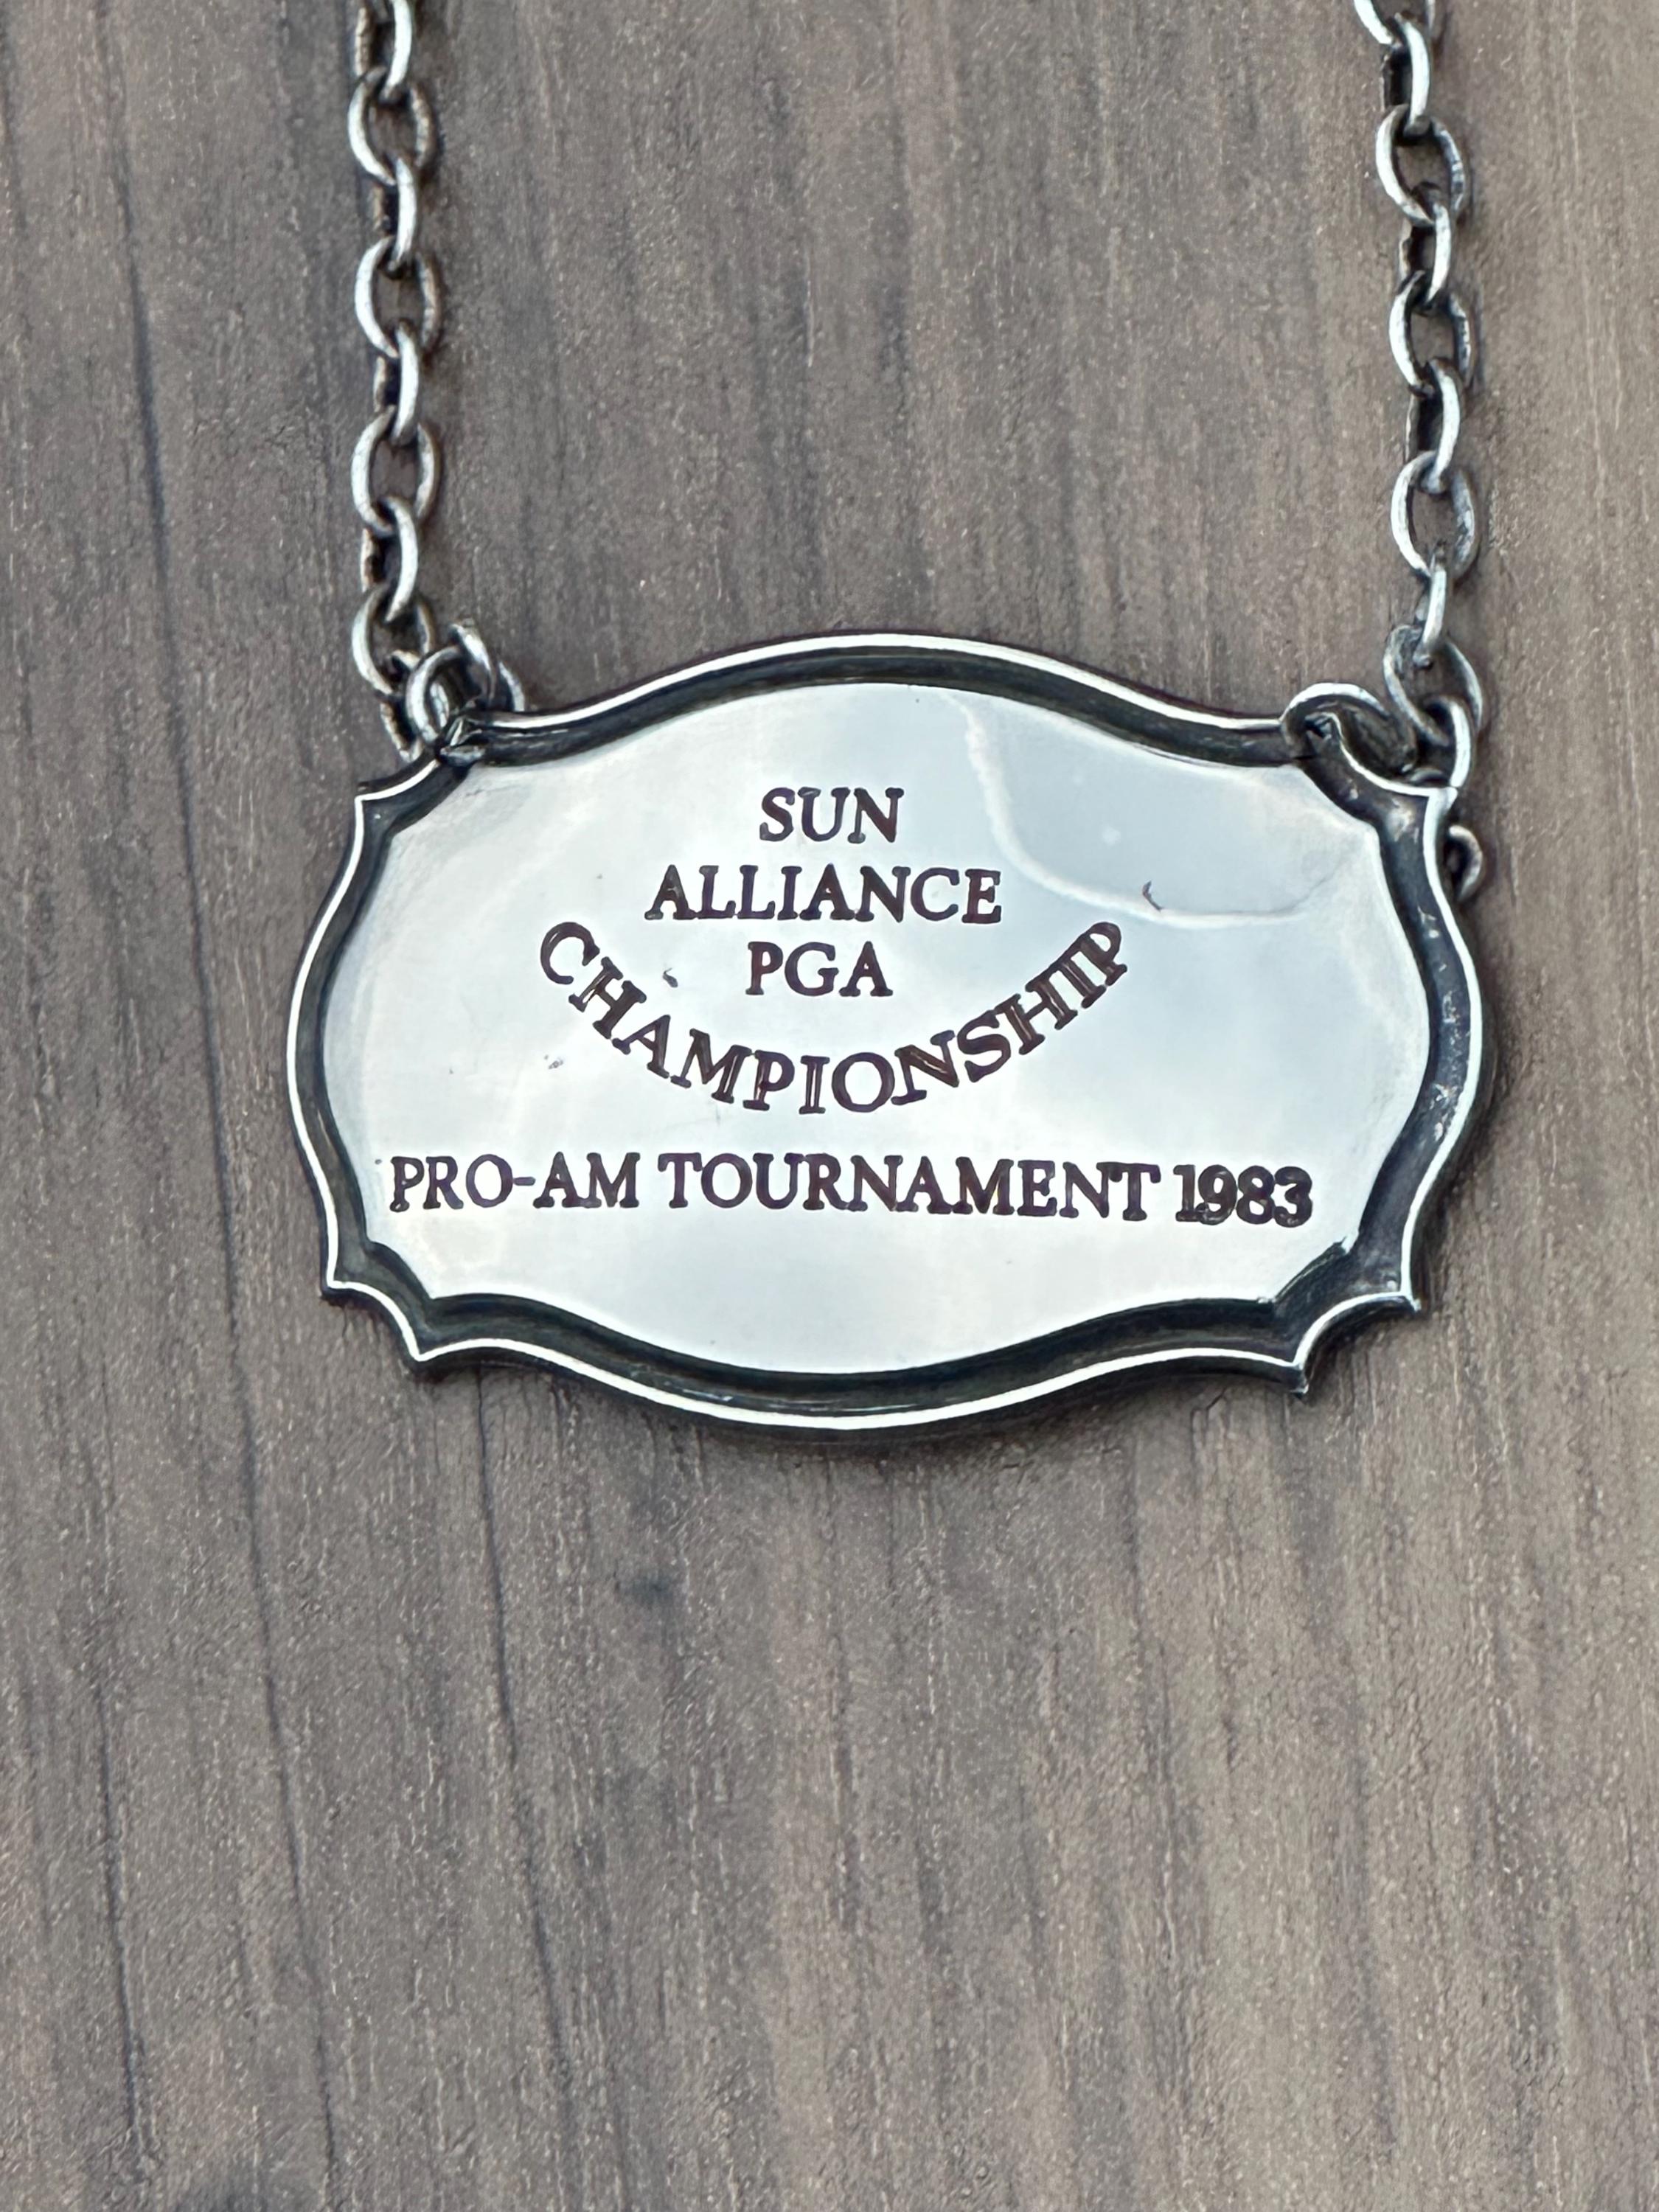 SUN
ALLIANCE
PGA
CHAMPIONSHIP
PRO-AM TOURNAMENT 1983